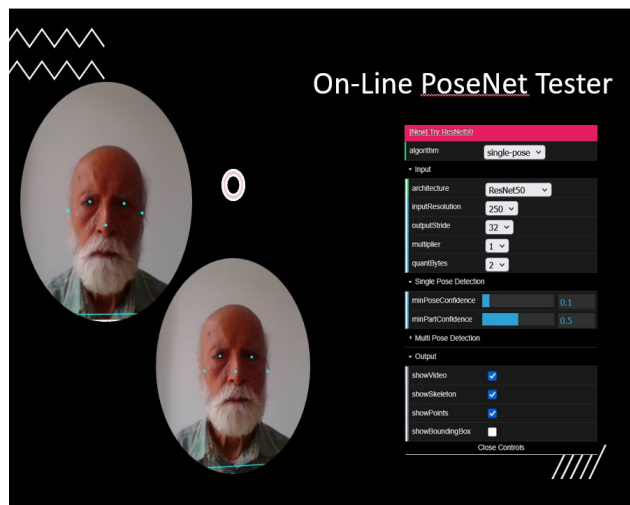 On-Line PoseNet Tester
[New] Try ResNet50
algorithm single-pose
Input
architecture ResNet50
inputResolution 250
outputStride 32
multiplier 1
quantBytes 2
Single Pose Detection
minPoseConfidence 0.1
minPartConfidence 0.5
Multi Pose Detection
Output
showVideo
showSkeleton
showPoints
showBoundingBox
Close Controls